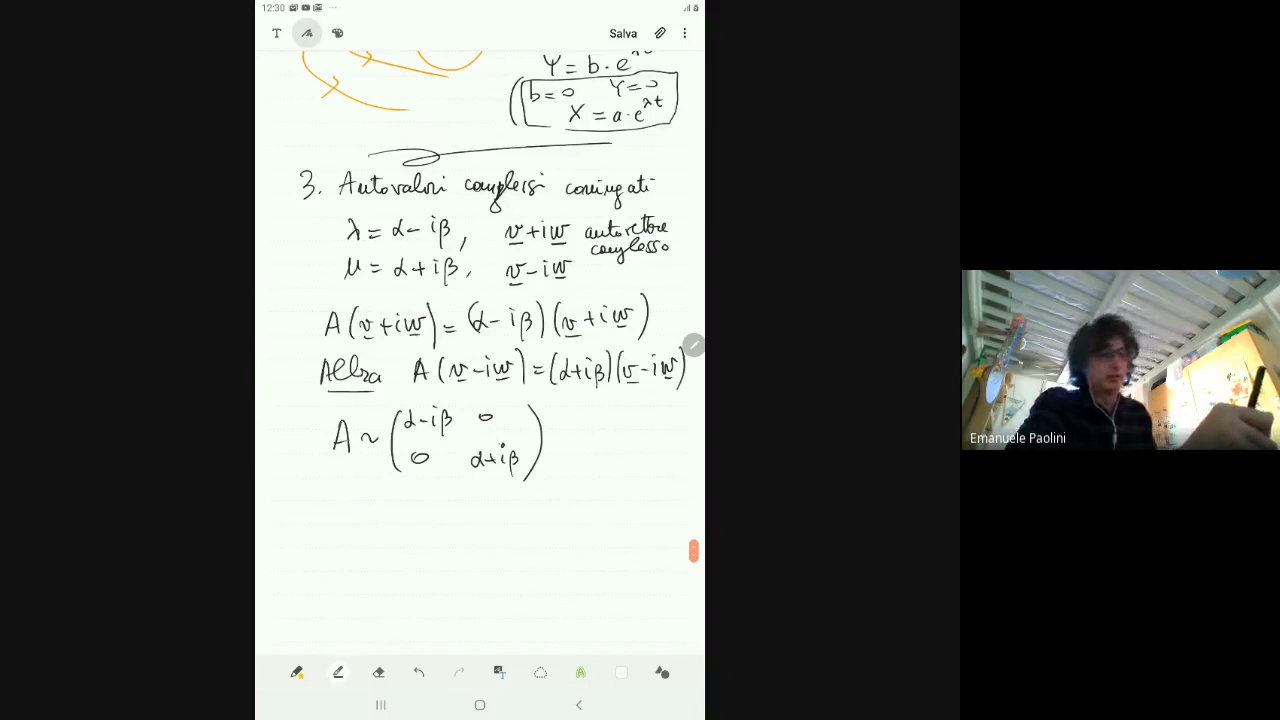 12:30
T
Salva
Y = b · e
b = 0 Y = 0
X = a · e^{λt}
3. Autovalori complessi coniugati
λ = α - iβ, v + iw autovettore complesso
μ = α + iβ, v - iw
A(v + iw) = (α - iβ)(v + iw)
Allora A(v - iw) = (α + iβ)(v - iw)
A ~ (α - iβ 0
0 α + iβ)
Emanuele Paolini